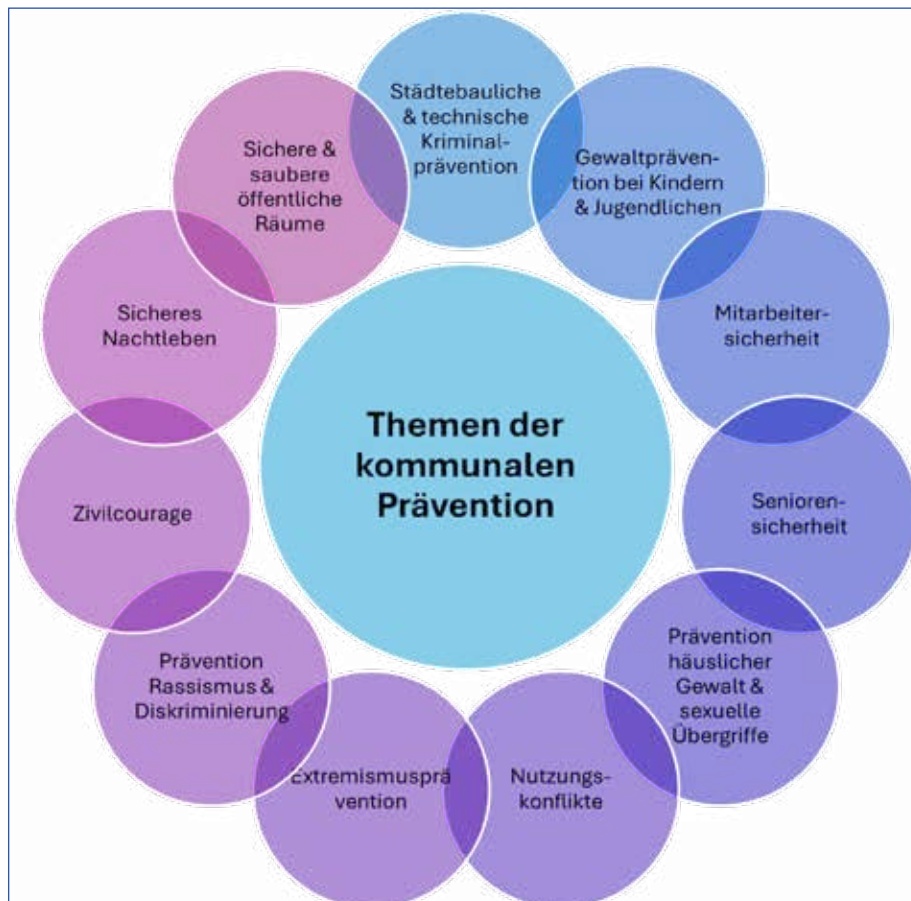 Städtebauliche
& technische
Kriminal-
prävention
Gewaltpräven-
tion bei Kindern
& Jugendlichen
Mitarbeiter-
sicherheit
Senioren-
sicherheit
Prävention
häuslicher
Gewalt &
sexuelle
Übergriffe
Nutzungs-
konflikte
Extremismusprä
vention
Prävention
Rassismus &
Diskriminierung
Zivilcourage
Sicheres
Nachtleben
Sichere &
saubere
öffentliche
Räume
Themen der
kommunalen
Prävention